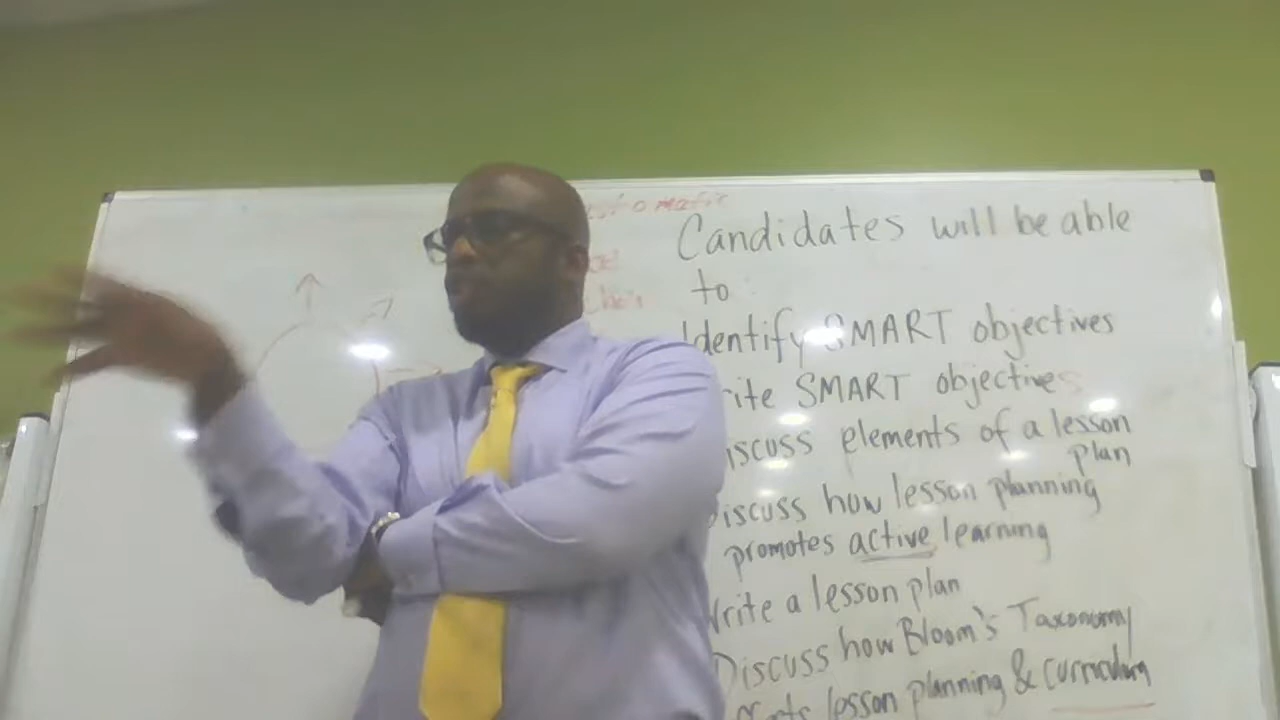 Candidates will be able
to
Identify SMART objectives
rite SMART objectives
iscuss elements of a lesson
plan
iscuss how lesson planning
promotes active learning
Write a lesson plan
Discuss how Bloom's Taxonomy
lesson planning & curriculum